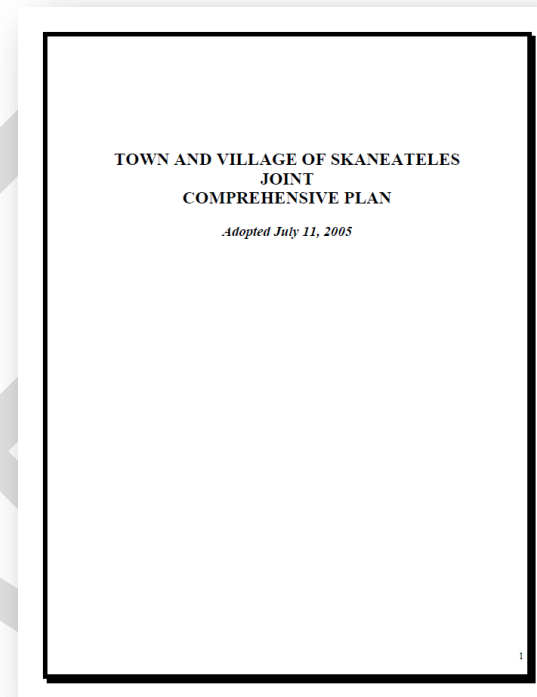 TOWN AND VILLAGE OF SKANEATELES
JOINT
COMPREHENSIVE PLAN
Adopted July 11, 2005
1